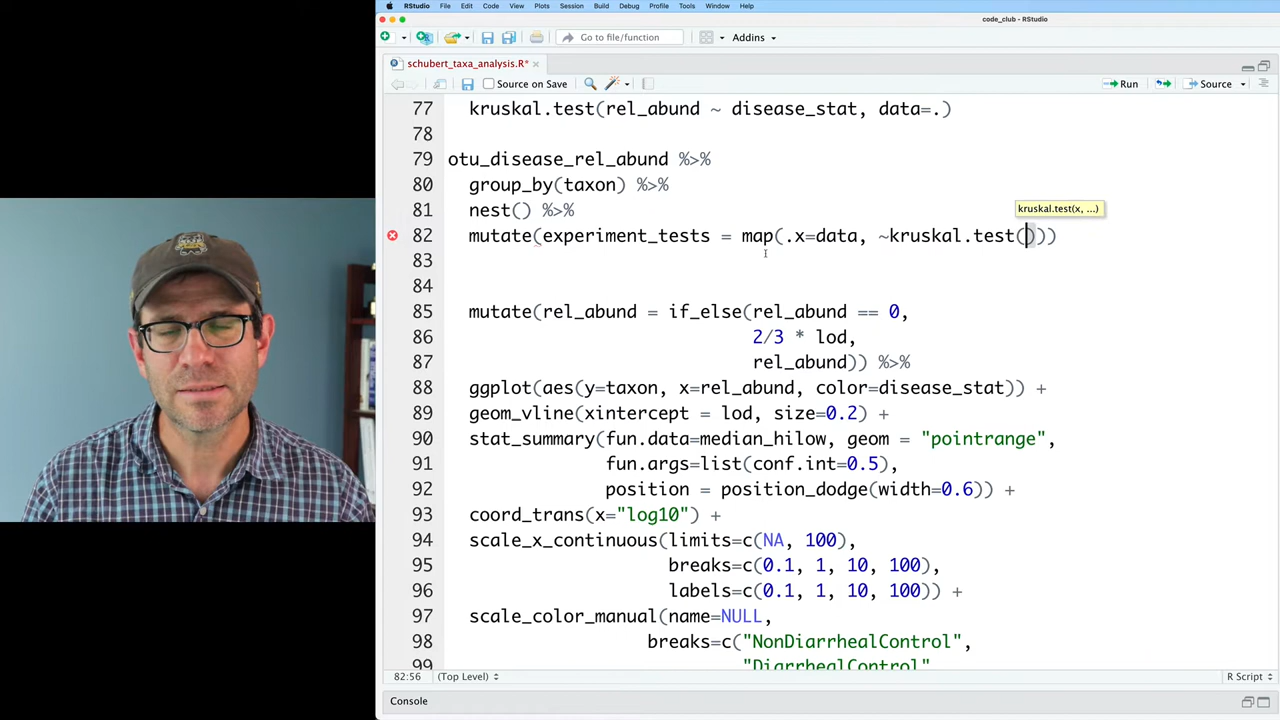 RStudio File Edit Code View Plots Session Build Debug Profile Tools Window Help
code_club - RStudio
Go to file/function Addins
schubert_taxa_analysis.R*
Source on Save Run Source
77 kruskal.test(rel_abund ~ disease_stat, data=.)
78
79 otu_disease_rel_abund %>%
80 group_by(taxon) %>%
81 nest() %>%
kruskal.test(x, ...)
82 mutate(experiment_tests = map(.x=data, ~kruskal.test()))
83
84
85 mutate(rel_abund = if_else(rel_abund == 0,
86 2/3 * lod,
87 rel_abund)) %>%
88 ggplot(aes(y=taxon, x=rel_abund, color=disease_stat)) +
89 geom_vline(xintercept = lod, size=0.2) +
90 stat_summary(fun.data=median_hilow, geom = "pointrange",
91 fun.args=list(conf.int=0.5),
92 position = position_dodge(width=0.6)) +
93 coord_trans(x="log10") +
94 scale_x_continuous(limits=c(NA, 100),
95 breaks=c(0.1, 1, 10, 100),
96 labels=c(0.1, 1, 10, 100)) +
97 scale_color_manual(name=NULL,
98 breaks=c("NonDiarrhealControl",
99 "DiarrhealControl"
82:56 (Top Level) R Script
Console